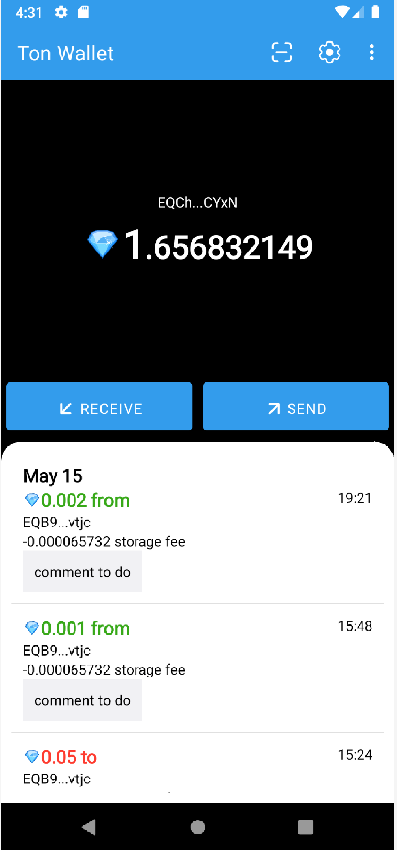 4:31
Ton Wallet
EQCh...CYxN
1.656832149
RECEIVE
SEND
May 15
0.002 from
19:21
EQB9...vtjc
-0.000065732 storage fee
comment to do
0.001 from
15:48
EQB9...vtjc
-0.000065732 storage fee
comment to do
0.05 to
15:24
EQB9...vtjc